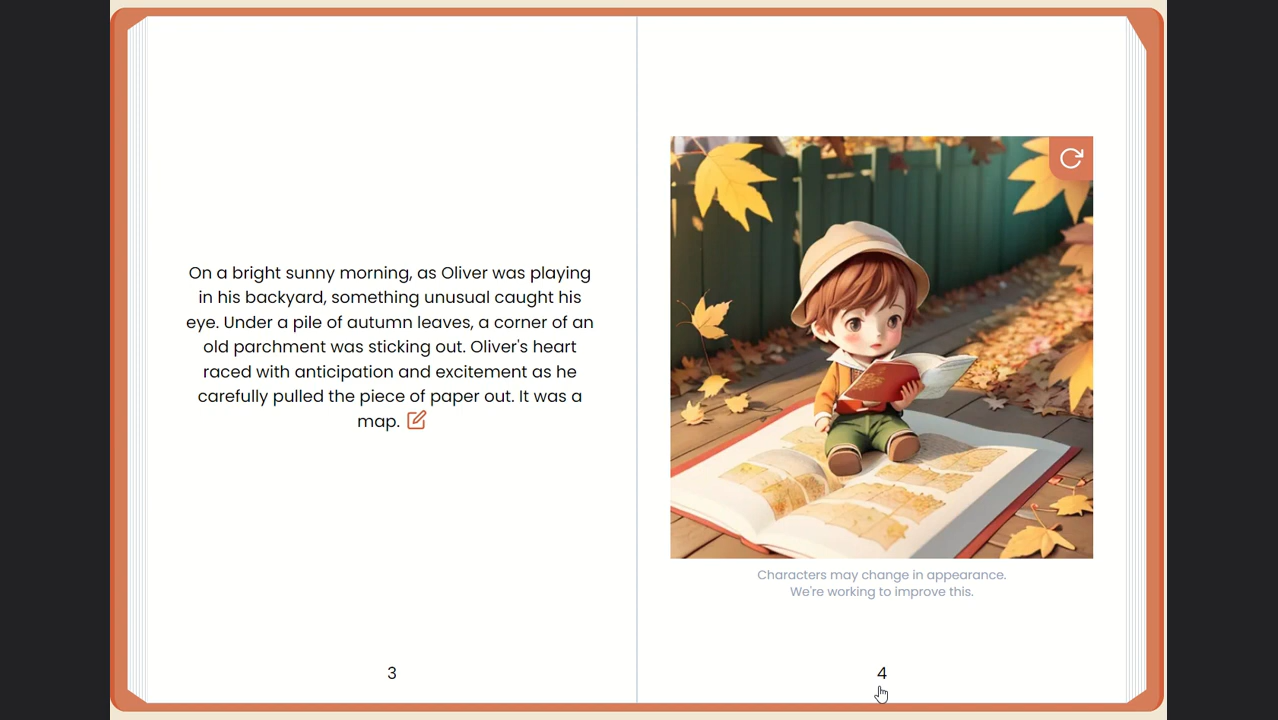 On a bright sunny morning, as Oliver was playing
in his backyard, something unusual caught his
eye. Under a pile of autumn leaves, a corner of an
old parchment was sticking out. Oliver's heart
raced with anticipation and excitement as he
carefully pulled the piece of paper out. It was a
map.
Characters may change in appearance.
We're working to improve this.
3
4